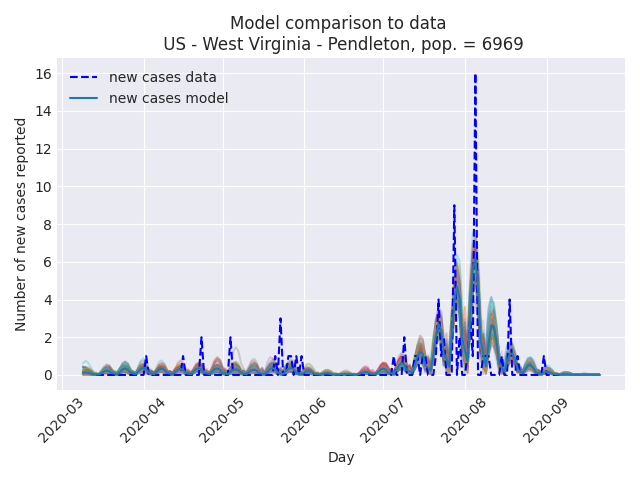 Model comparison to data
US - West Virginia - Pendleton, pop. = 6969
new cases data
new cases model
Number of new cases reported
16
14
12
10
8
6
4
2
0
2020-03
2020-04
2020-05
2020-06
2020-07
2020-08
2020-09
Day